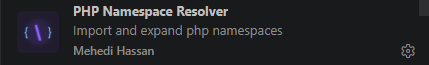 PHP Namespace Resolver
Import and expand php namespaces
Mehedi Hassan